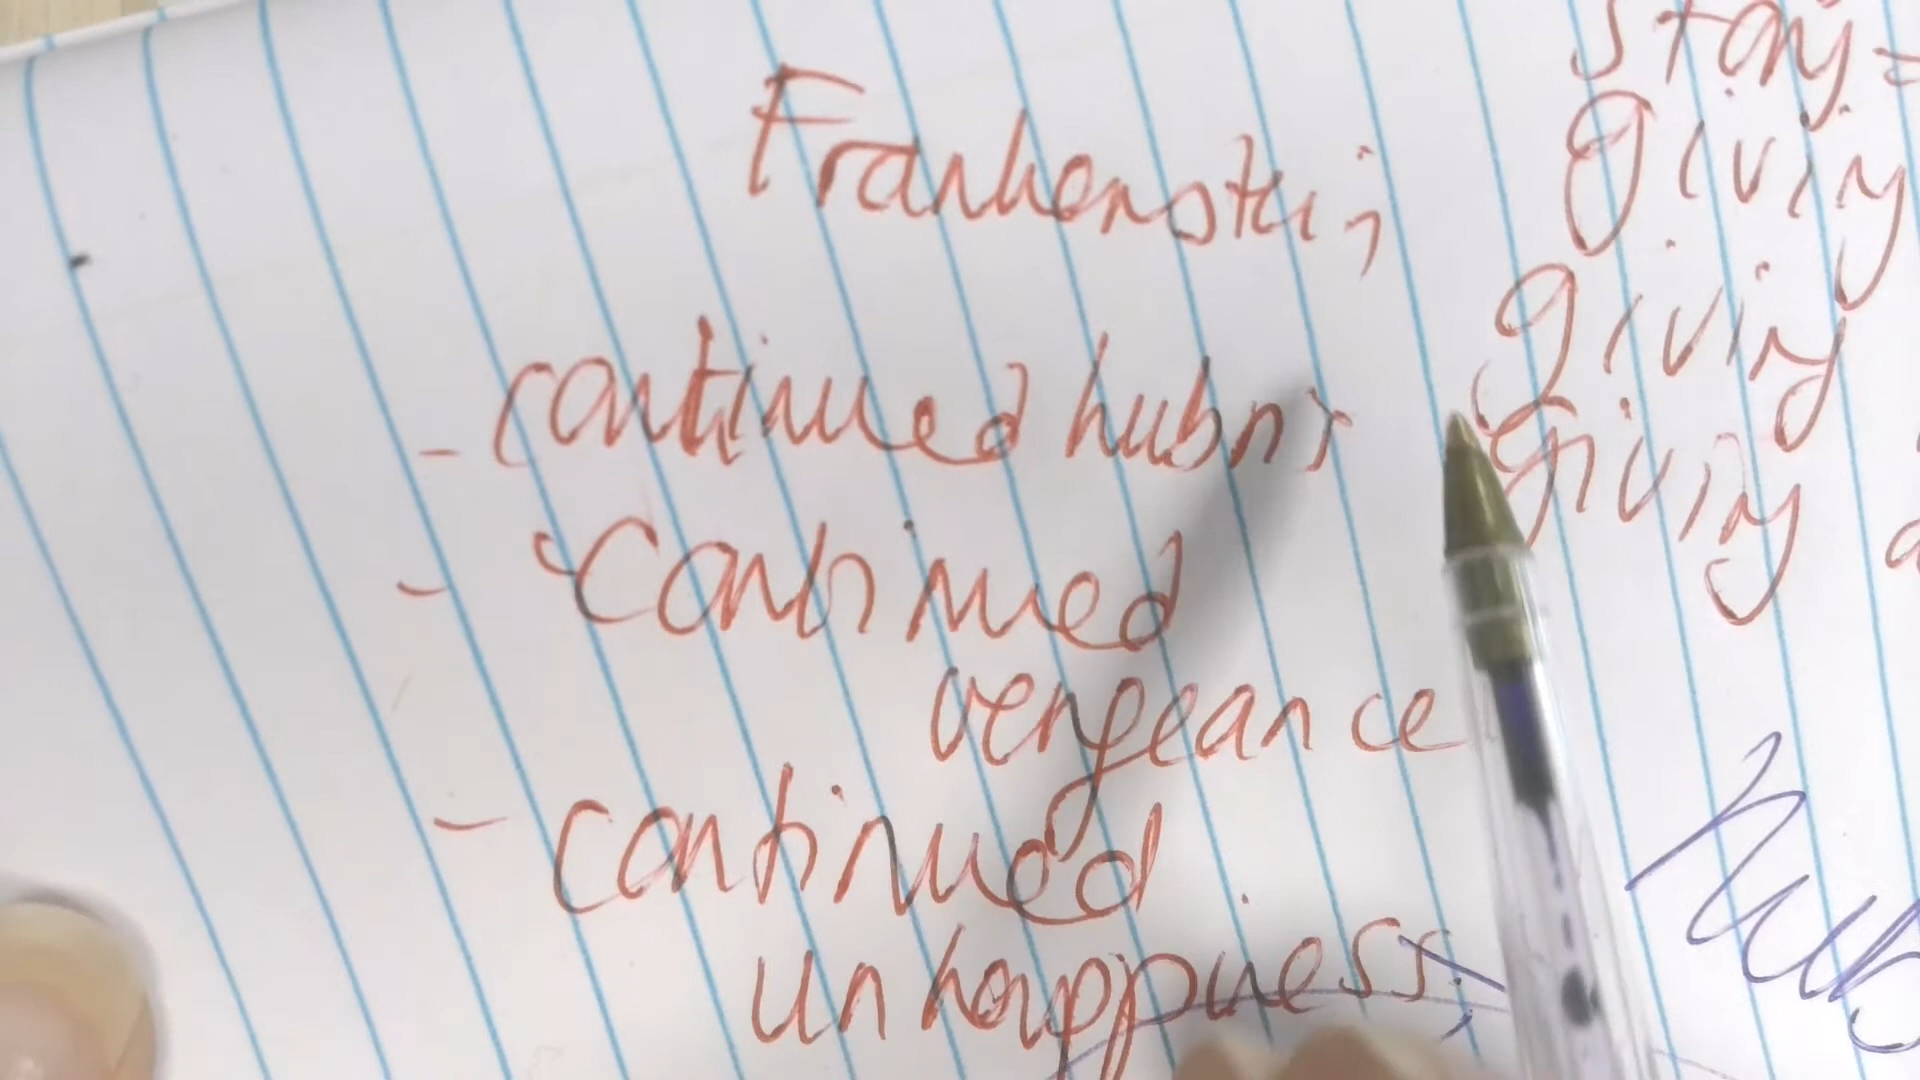 Frankenstein
- continued hubris
- Continued
vengeance
- continued
unhappiness
stay =
giving
giving
giving